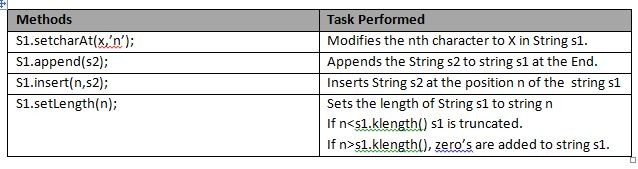 Methods Task Performed
S1.setcharAt(x,'n'); Modifies the nth character to X in String s1.
S1.append(s2); Appends the String s2 to string s1 at the End.
S1.insert(n,s2); Inserts String s2 at the position n of the string s1
S1.setLength(n); Sets the length of String s1 to string n
If n<s1.klength() s1 is truncated.
If n>s1.klength(), zero's are added to string s1.